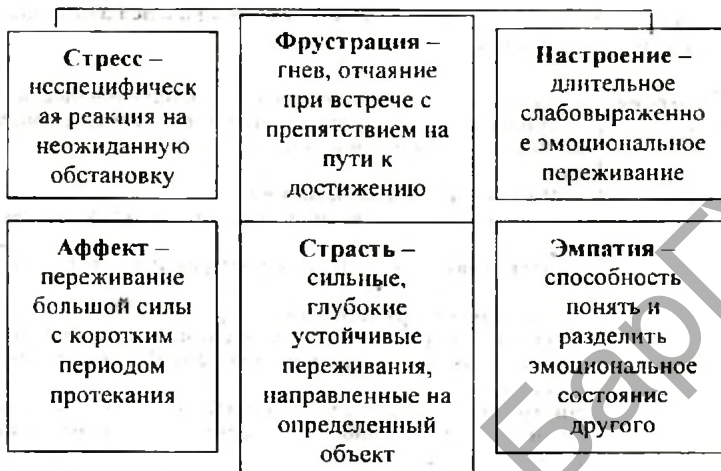 Стресс –
неспецифическ
ая реакция на
неожиданную
обстановку
Фрустрация –
гнев, отчаяние
при встрече с
препятствием на
пути к
достижению
Настроение –
длительное
слабовыраженно
е эмоциональное
переживание
Аффект –
переживание
большой силы
с коротким
периодом
протекания
Страсть –
сильные,
глубокие
устойчивые
переживания,
направленные на
определенный
объект
Эмпатия –
способность
понять и
разделить
эмоциональное
состояние
другого
БарГУ